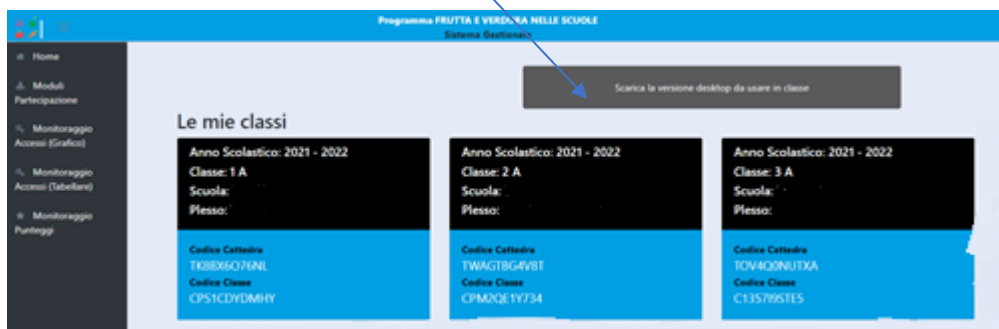 Programma FRUTTA E VERDURA NELLE SCUOLE
Sistema Gestionale
Home
Moduli
Partecipazione
Monitoraggio
Accessi (Grafico)
Monitoraggio
Accessi (Tabellare)
Monitoraggio
Punteggi
Scarica la versione desktop da usare in classe
Le mie classi
Anno Scolastico: 2021 - 2022
Classe: 1 A
Scuola:
Plesso:
Codice Cattedra
TK88X6O76NL
Codice Classe
CPS1CDYDMHY
Anno Scolastico: 2021 - 2022
Classe: 2 A
Scuola:
Plesso:
Codice Cattedra
TWAGTBG4V8T
Codice Classe
CPM2QE1Y734
Anno Scolastico: 2021 - 2022
Classe: 3 A
Scuola:
Plesso:
Codice Cattedra
TOV4Q0NUTXA
Codice Classe
C1357I9STE5